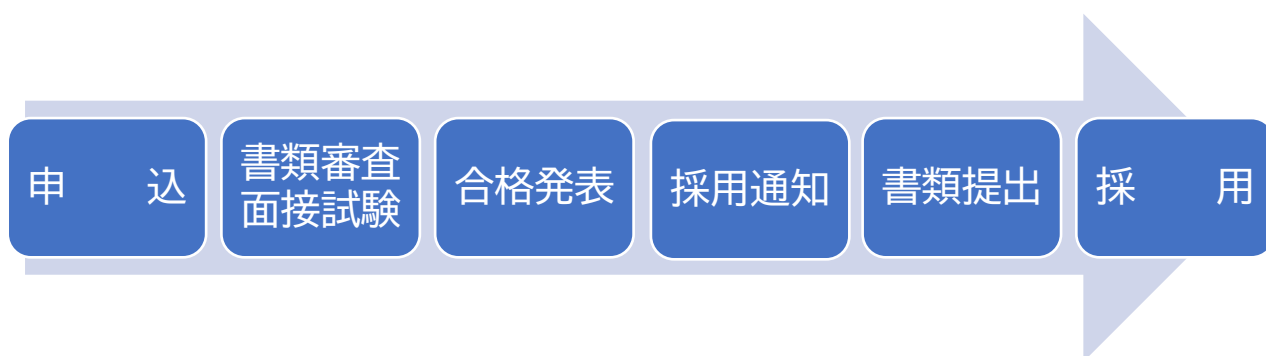 申　　込
書類審査
面接試験
合格発表
採用通知
書類提出
採　　用